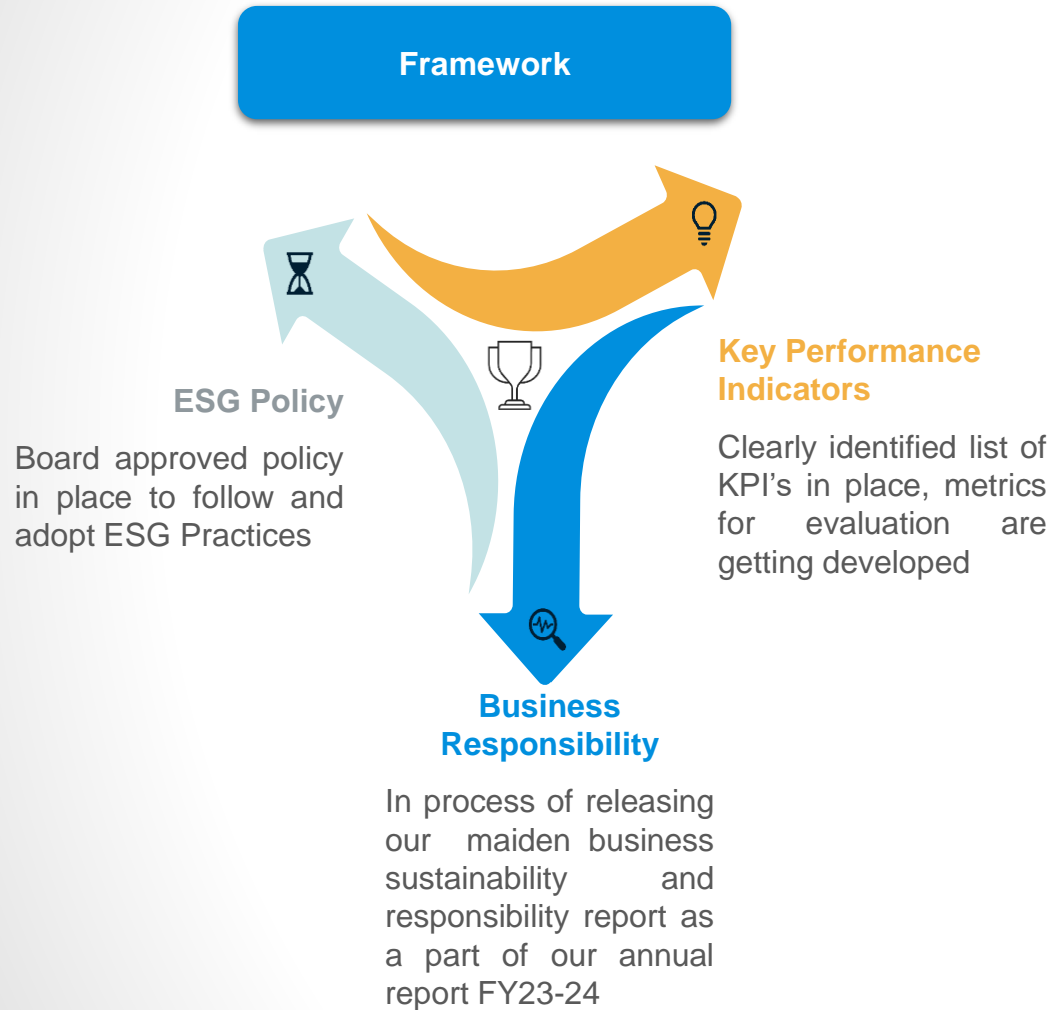 Framework
ESG Policy
Board approved policy
in place to follow and
adopt ESG Practices
Key Performance
Indicators
Clearly identified list of
KPI’s in place, metrics
for evaluation are
getting developed
Business
Responsibility
In process of releasing
our maiden business
sustainability and
responsibility report as
a part of our annual
report FY23-24